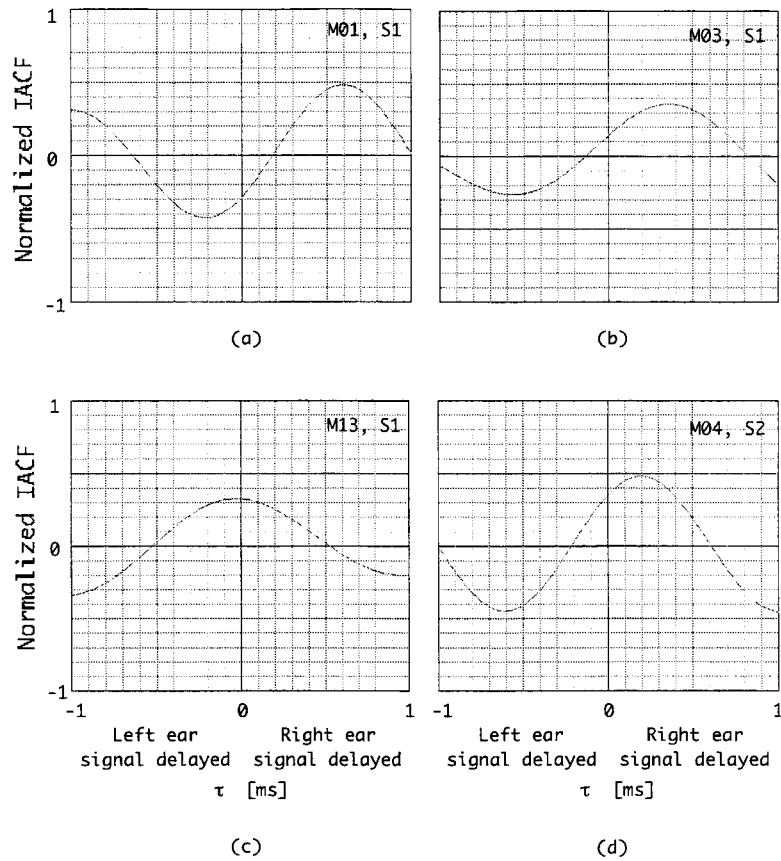 1
M01, S1
M03, S1
Normalized IACF
0
-1
(a)
(b)
1
M13, S1
M04, S2
Normalized IACF
0
-1
-1
0
1
-1
0
1
Left ear
signal delayed
Right ear
signal delayed
Left ear
signal delayed
Right ear
signal delayed
τ [ms]
τ [ms]
(c)
(d)